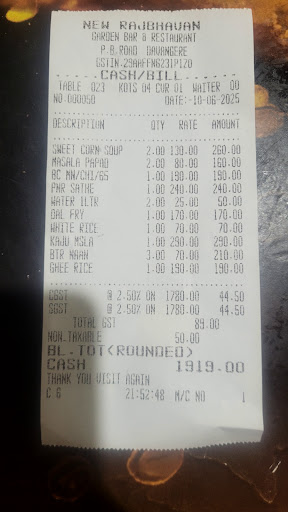 NEW RAJBHAVAN
GARDEN BAR & RESTAURANT
P.B.ROAD DAVANGERE
GSTIN.29AAFFN6231P1ZO
.....CASH/BILL.....
TABLE 023 KOTS 04 CUR 01 WAITER 00
NO-000050 DATE:-10-06-2025
DESCRIPTION QTY RATE AMOUNT
SWEET CORN SOUP 2.00 130.00 260.00
MASALA PAPAD 2.00 80.00 160.00
BC MN/CHI/65 1.00 190.00 190.00
PNR SATHE 1.00 240.00 240.00
WATER 1LTR 2.00 25.00 50.00
DAL FRY 1.00 170.00 170.00
WHITE RICE 1.00 70.00 70.00
KAJU MSLA 1.00 290.00 290.00
BTR NAAN 3.00 70.00 210.00
GHEE RICE 1.00 190.00 190.00
CGST @ 2.50% ON 1780.00 44.50
SGST @ 2.50% ON 1780.00 44.50
TOTAL GST 89.00
NON.TAXABLE 50.00
BL-TOT(ROUNDED)
CASH 1919.00
THANK YOU VISIT AGAIN
C 6 21:52:48 M/C NO 1